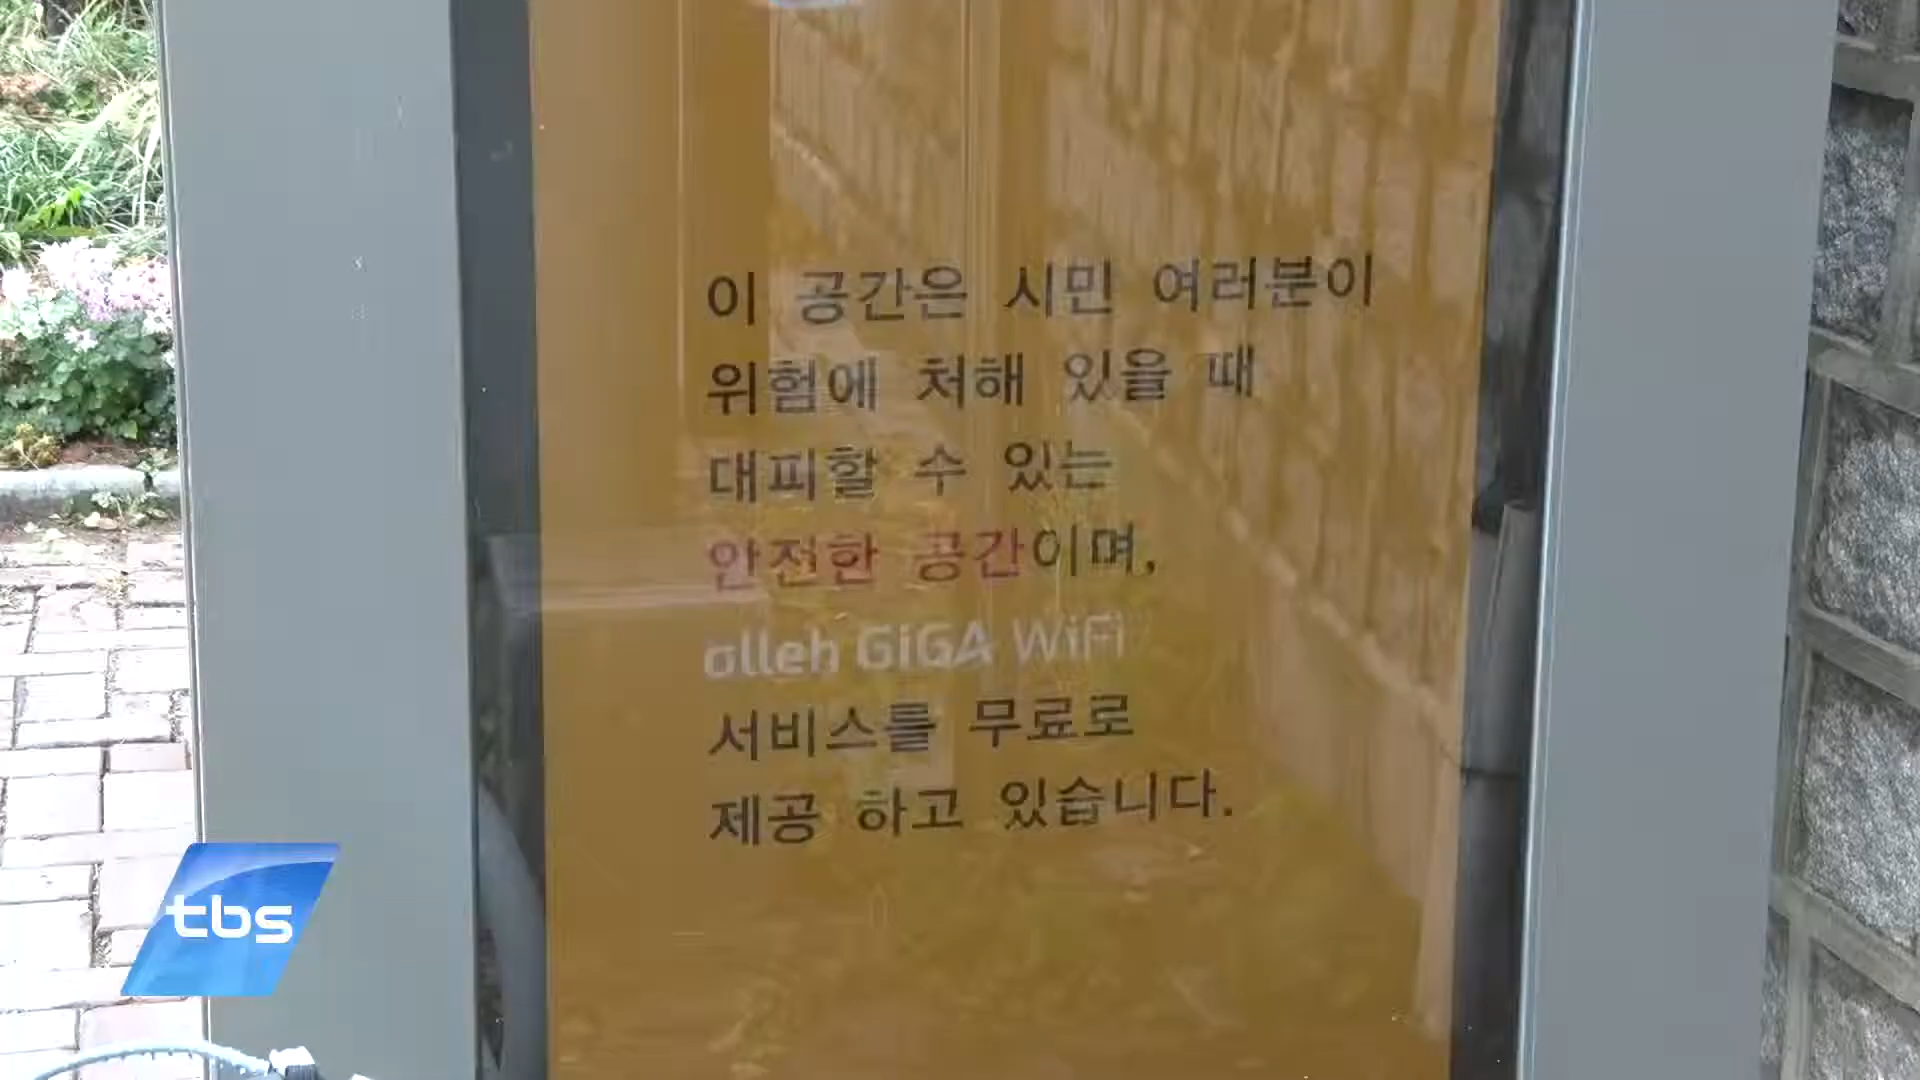 이 공간은 시민 여러분이
위험에 처해 있을 때
대피할 수 있는
안전한 공간이며,
olleh GiGA WiFi
서비스를 무료로
제공 하고 있습니다.
tbs